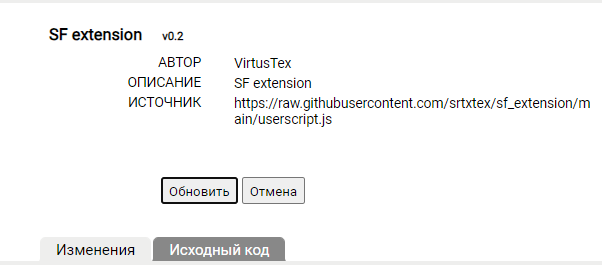 SF extension v0.2
АВТОР VirtusTex
ОПИСАНИЕ SF extension
ИСТОЧНИК https://raw.githubusercontent.com/srtxtex/sf_extension/m
ain/userscript.js
Обновить Отмена
Изменения Исходный код